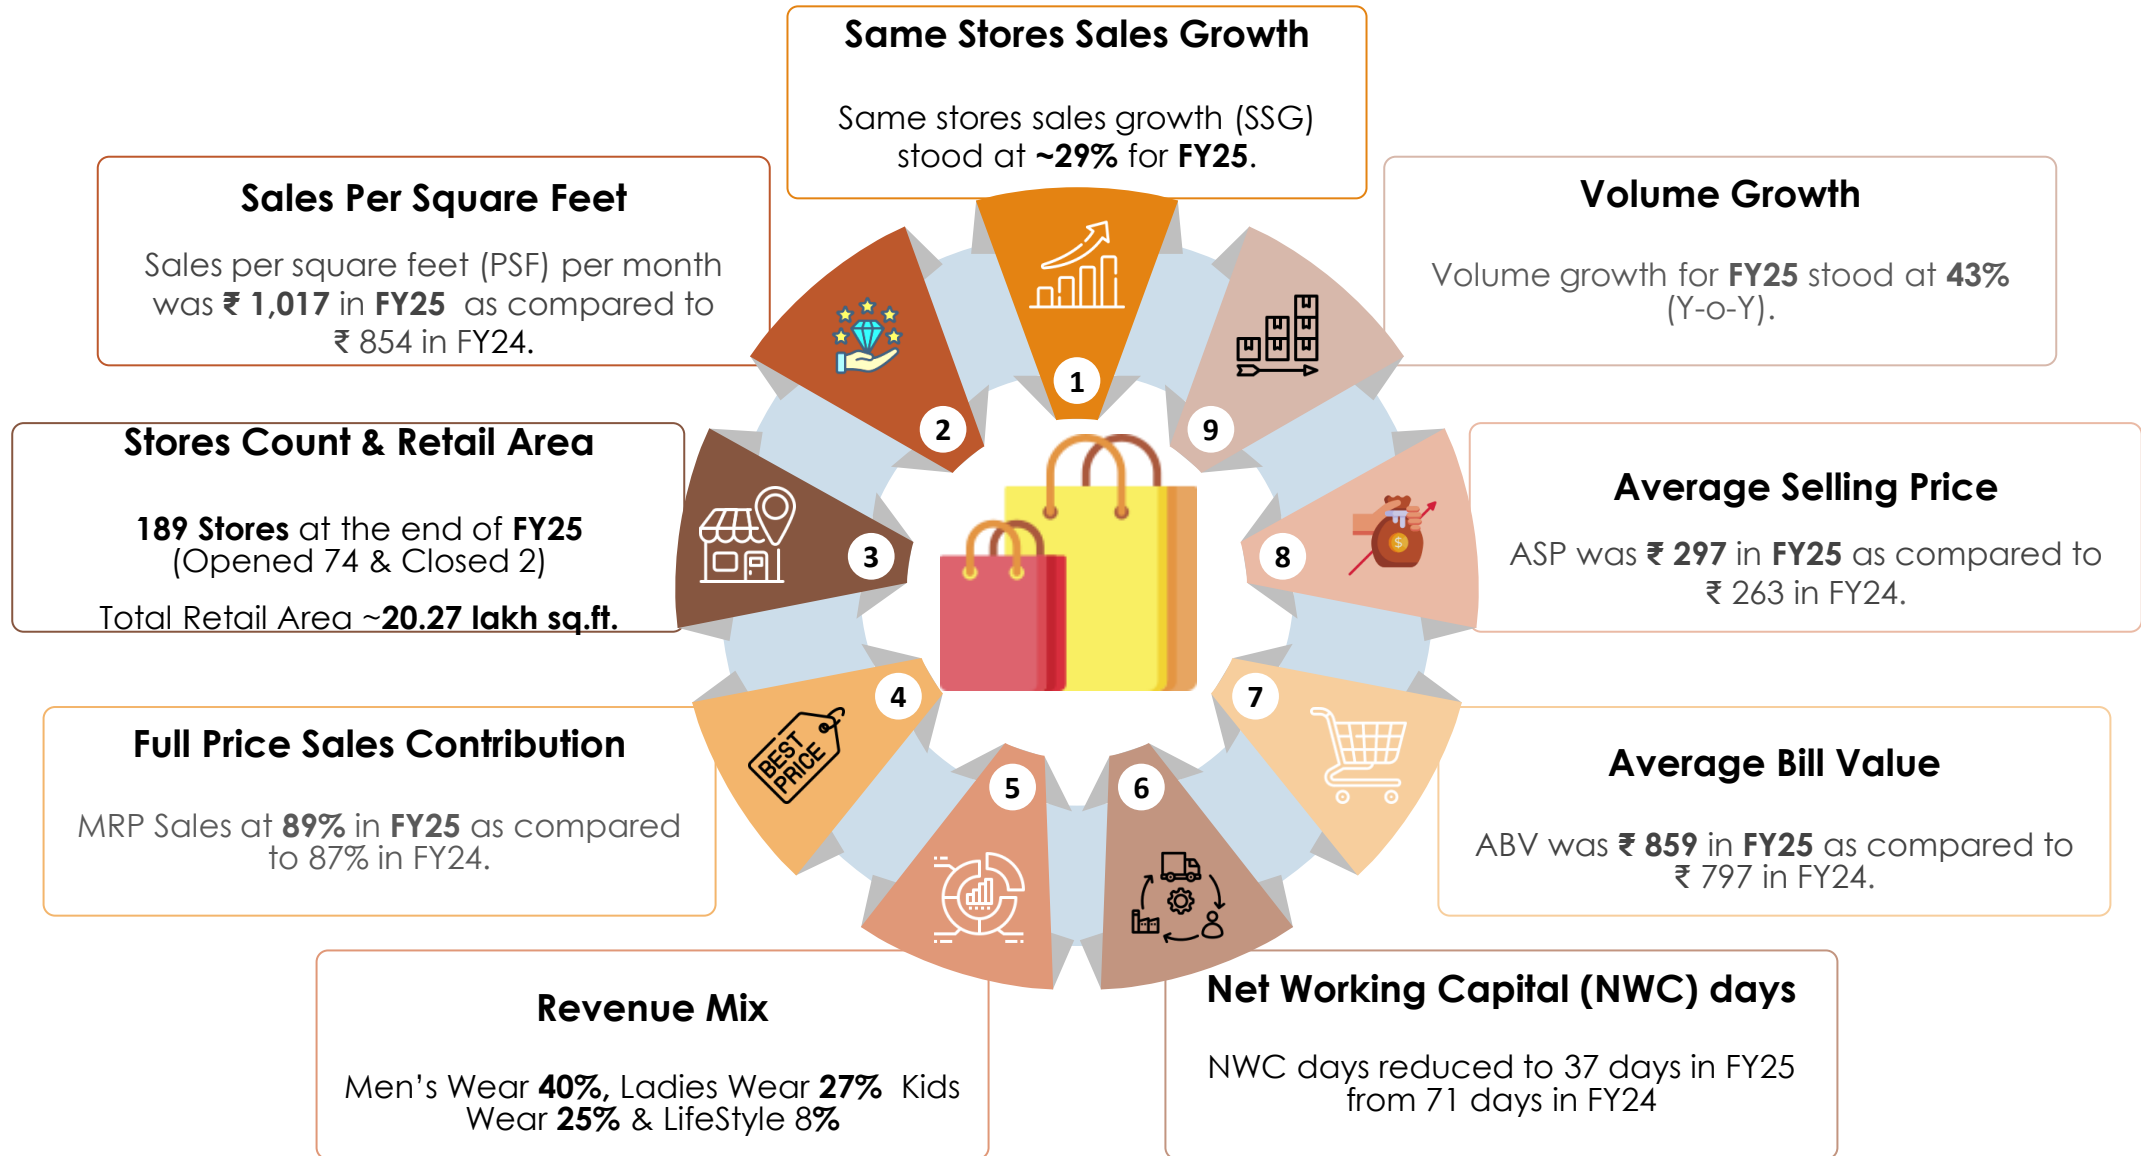 Same Stores Sales Growth
Same stores sales growth (SSG)
stood at ~29% for FY25.
1
Sales Per Square Feet
Sales per square feet (PSF) per month
was ₹ 1,017 in FY25 as compared to
₹ 854 in FY24.
2
Stores Count & Retail Area
189 Stores at the end of FY25
(Opened 74 & Closed 2)
Total Retail Area ~20.27 lakh sq.ft.
3
Full Price Sales Contribution
MRP Sales at 89% in FY25 as compared
to 87% in FY24.
BEST
PRICE
4
Revenue Mix
Men’s Wear 40%, Ladies Wear 27% Kids
Wear 25% & LifeStyle 8%
5
Net Working Capital (NWC) days
NWC days reduced to 37 days in FY25
from 71 days in FY24
6
Average Bill Value
ABV was ₹ 859 in FY25 as compared to
₹ 797 in FY24.
7
Average Selling Price
ASP was ₹ 297 in FY25 as compared to
₹ 263 in FY24.
$
8
Volume Growth
Volume growth for FY25 stood at 43%
(Y-o-Y).
9